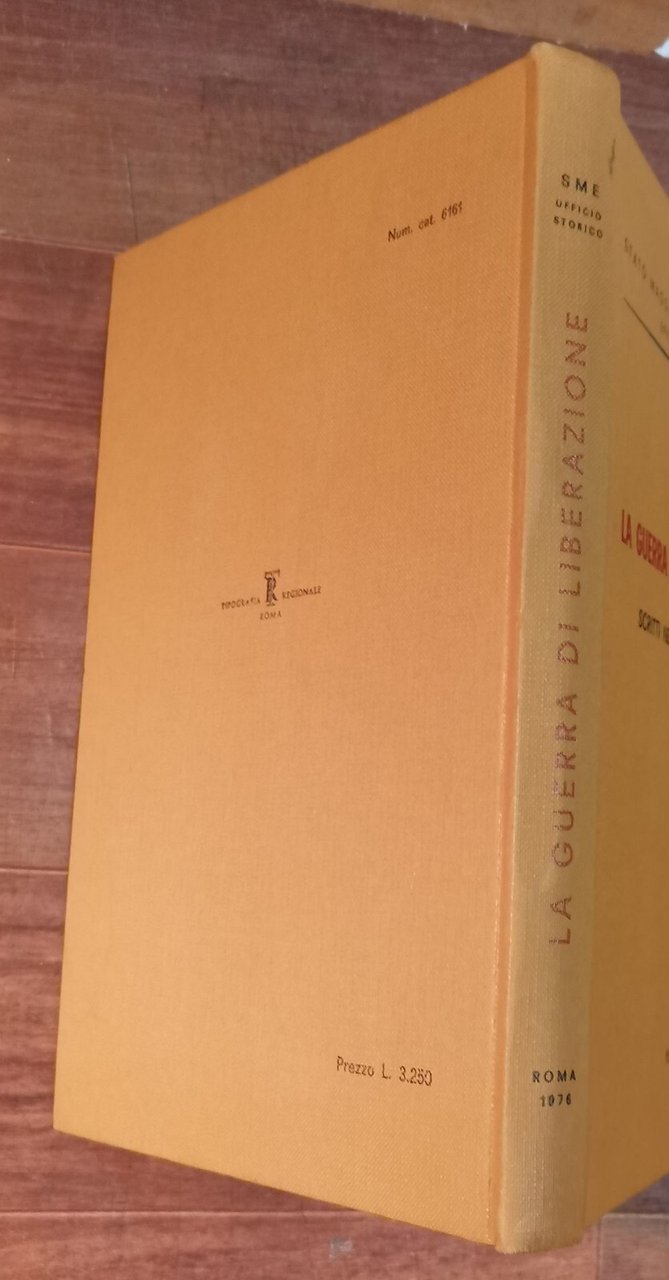 Num. cat. 6161
TIPOGRAFIA REGIONALE
ROMA
Prezzo L. 3.250
SME
UFFICIO
STORICO
LA GUERRA DI LIBERAZIONE
ROMA
1976
STATO
LA GUERRA
SCRITTI